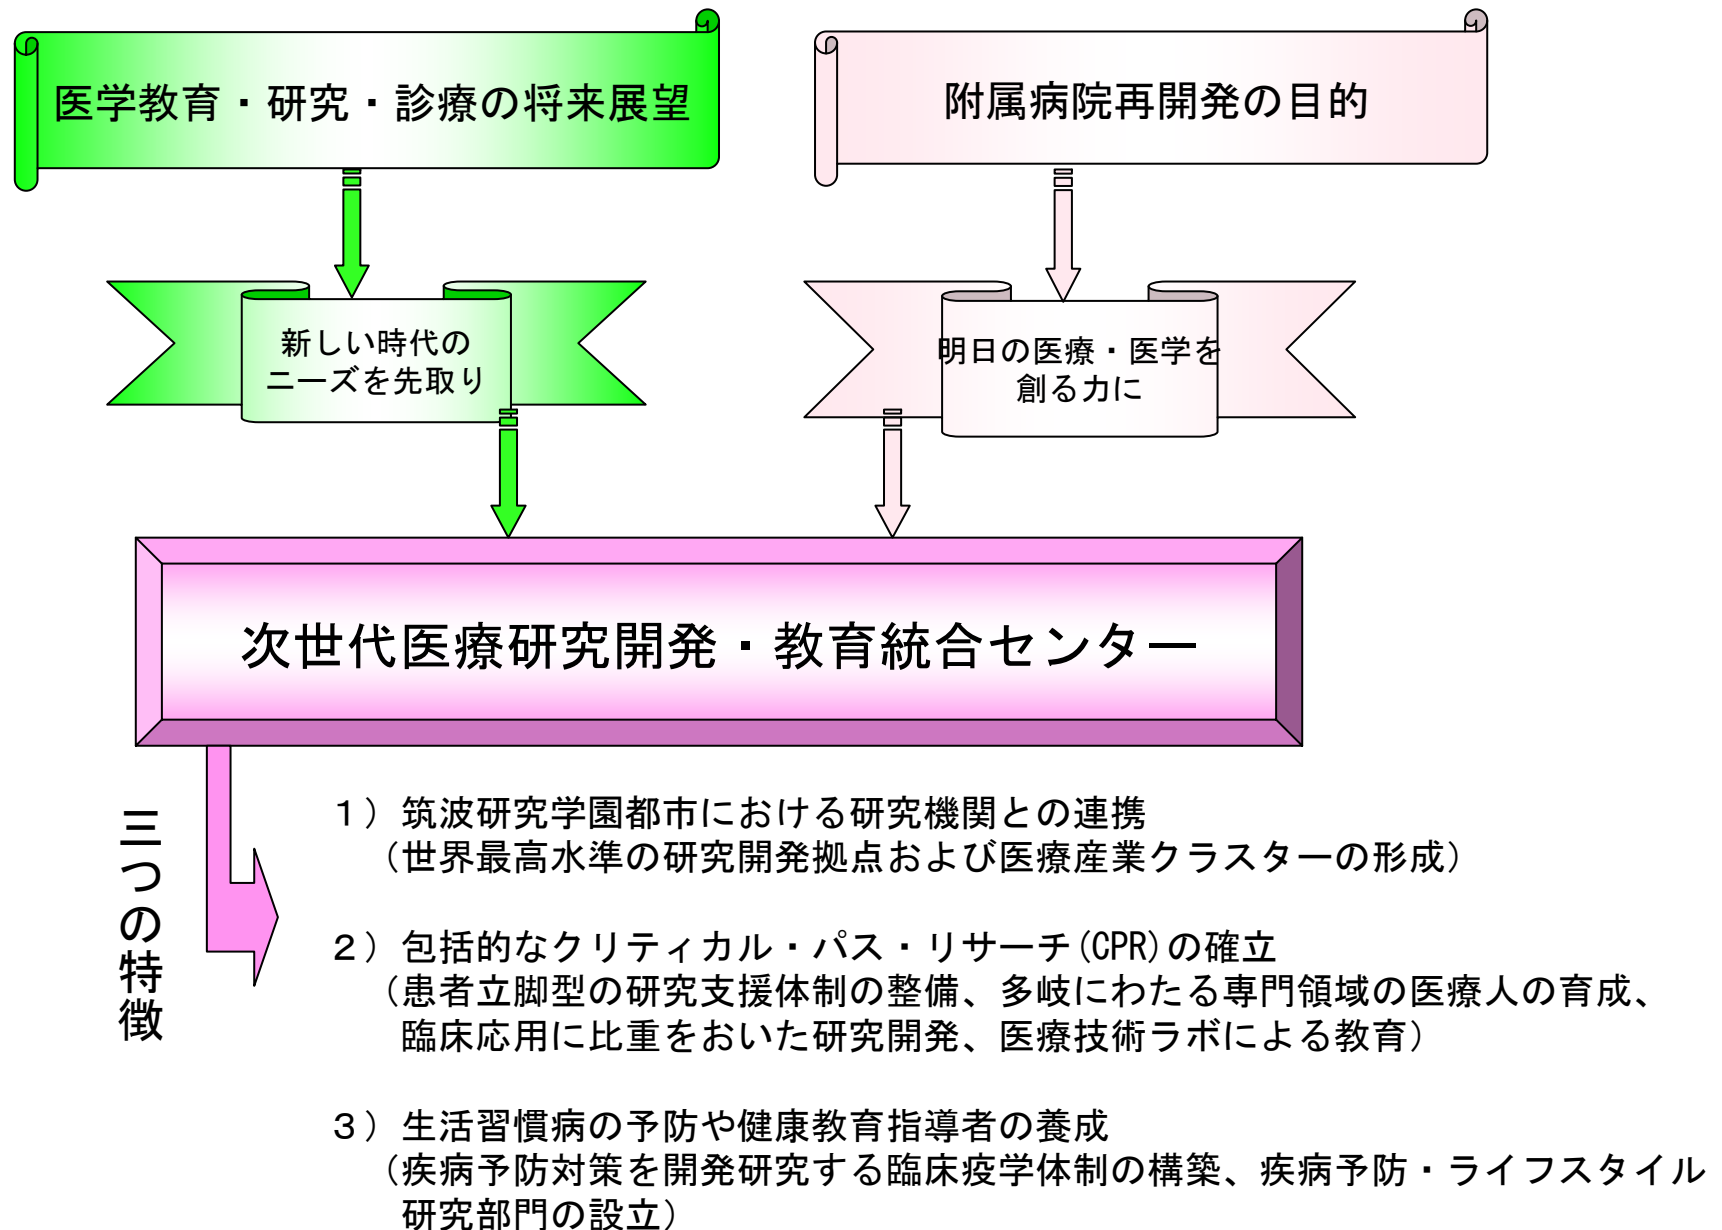 医学教育・研究・診療の将来展望
附属病院再開発の目的
新しい時代の
ニーズを先取り
明日の医療・医学を
創る力に
次世代医療研究開発・教育統合センター
三つの特徴
１）筑波研究学園都市における研究機関との連携
（世界最高水準の研究開発拠点および医療産業クラスターの形成）
２）包括的なクリティカル・パス・リサーチ(CPR)の確立
（患者立脚型の研究支援体制の整備、多岐にわたる専門領域の医療人の育成、
臨床応用に比重をおいた研究開発、医療技術ラボによる教育）
３）生活習慣病の予防や健康教育指導者の養成
（疾病予防対策を開発研究する臨床疫学体制の構築、疾病予防・ライフスタイル
研究部門の設立）